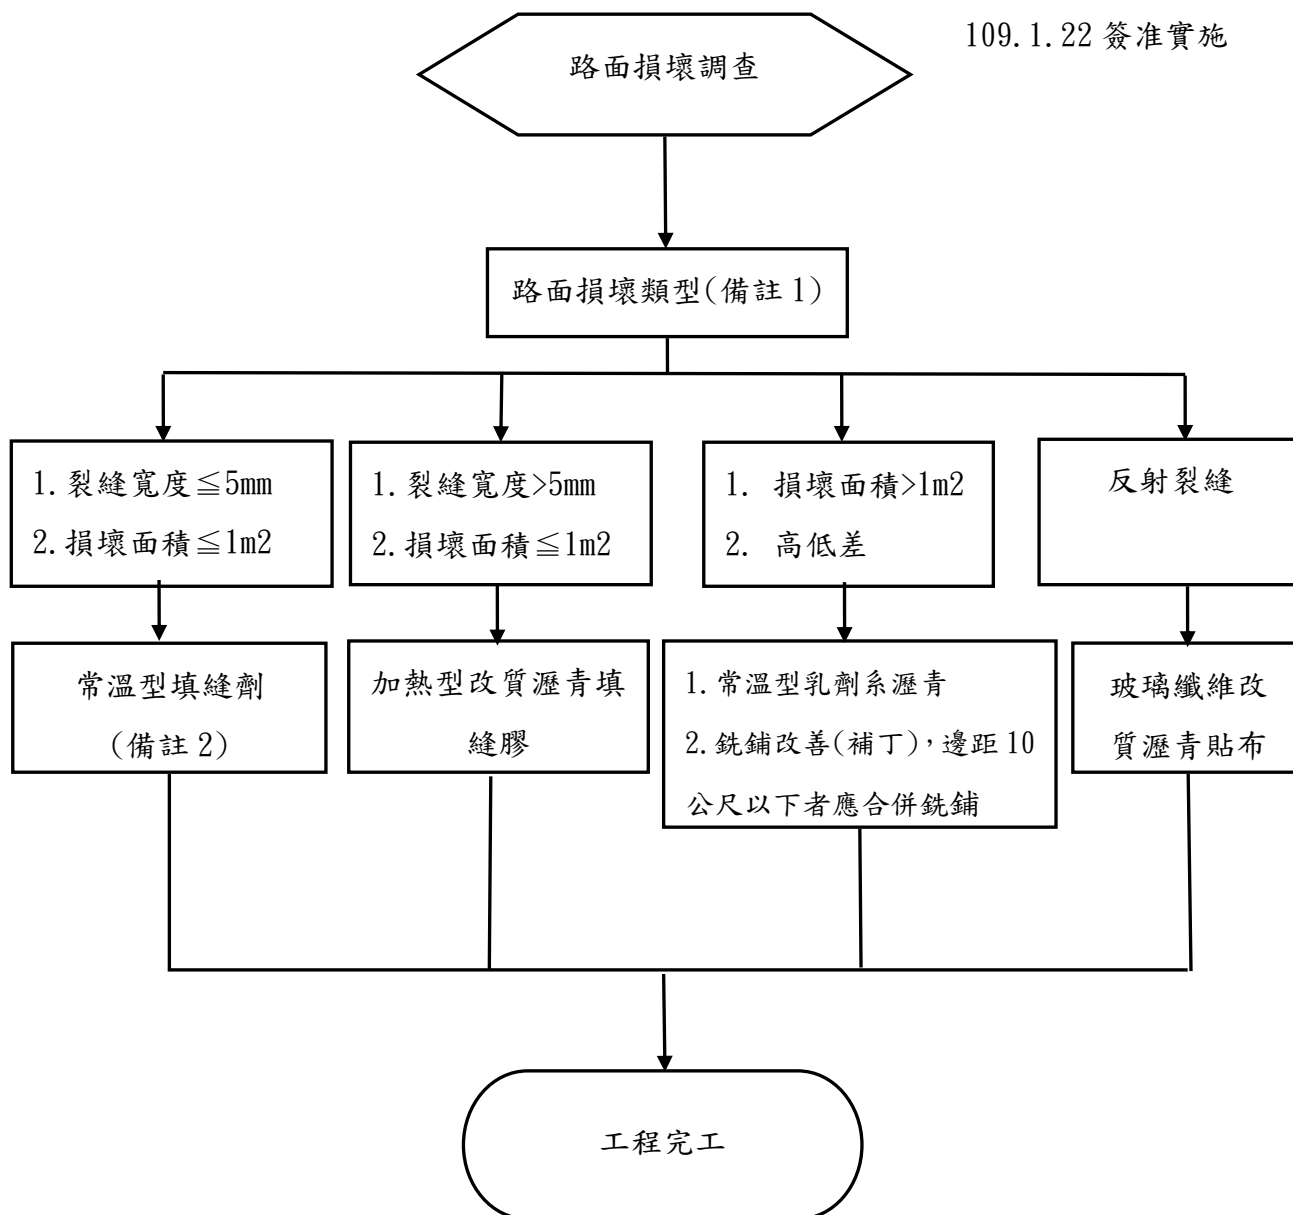 109.1.22 簽准實施
路面損壞調查
路面損壞類型(備註 1)
1.裂縫寬度≦5mm
2.損壞面積≦1m2
1.裂縫寬度>5mm
2.損壞面積≦1m2
1. 損壞面積>1m2
2. 高低差
反射裂縫
常溫型填縫劑
(備註 2)
加熱型改質瀝青填
縫膠
1.常溫型乳劑系瀝青
2.銑鋪改善(補丁)，邊距 10
公尺以下者應合併銑鋪
玻璃纖維改
質瀝青貼布
工程完工